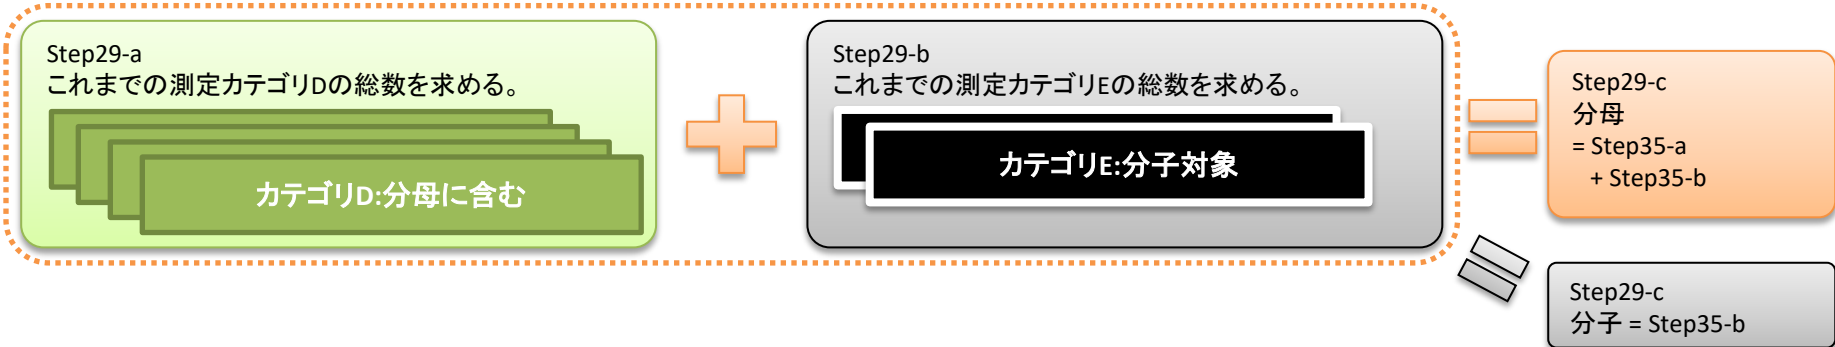 Step29-a
これまでの測定カテゴリDの総数を求める。
カテゴリD:分母に含む
Step29-b
これまでの測定カテゴリEの総数を求める。
カテゴリE:分子対象
Step29-c
分母
= Step35-a
+ Step35-b
Step29-c
分子 = Step35-b